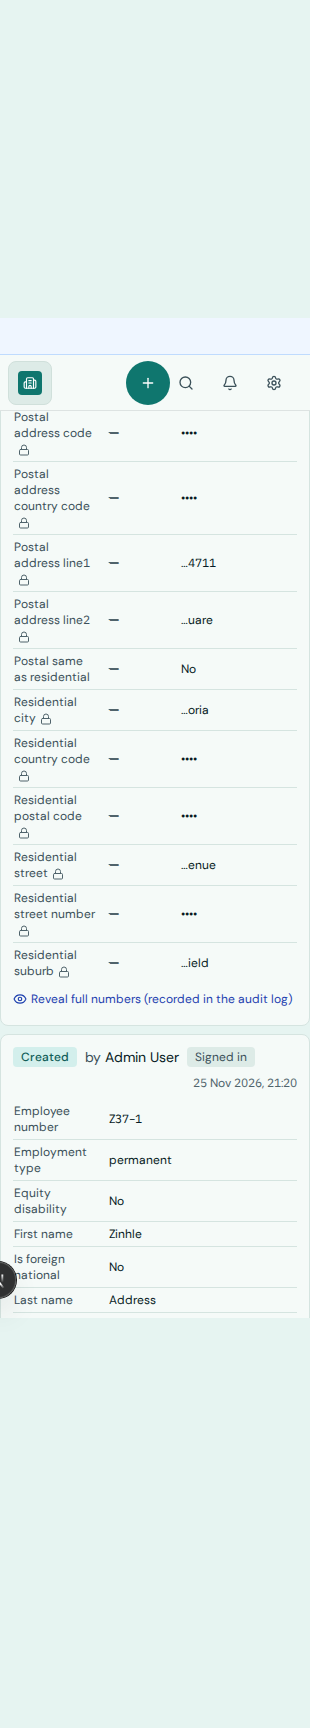 Postal
address code — ••••
Postal
address
country code — ••••
Postal
address line1 — …4711
Postal
address line2 — …uare
Postal same
as residential — No
Residential
city — …oria
Residential
country code — ••••
Residential
postal code — ••••
Residential
street — …enue
Residential
street number — ••••
Residential
suburb — …ield
Reveal full numbers (recorded in the audit log)
Created by Admin User Signed in
25 Nov 2026, 21:20
Employee
number Z37-1
Employment
type permanent
Equity
disability No
First name Zinhle
Is foreign
national No
Last name Address